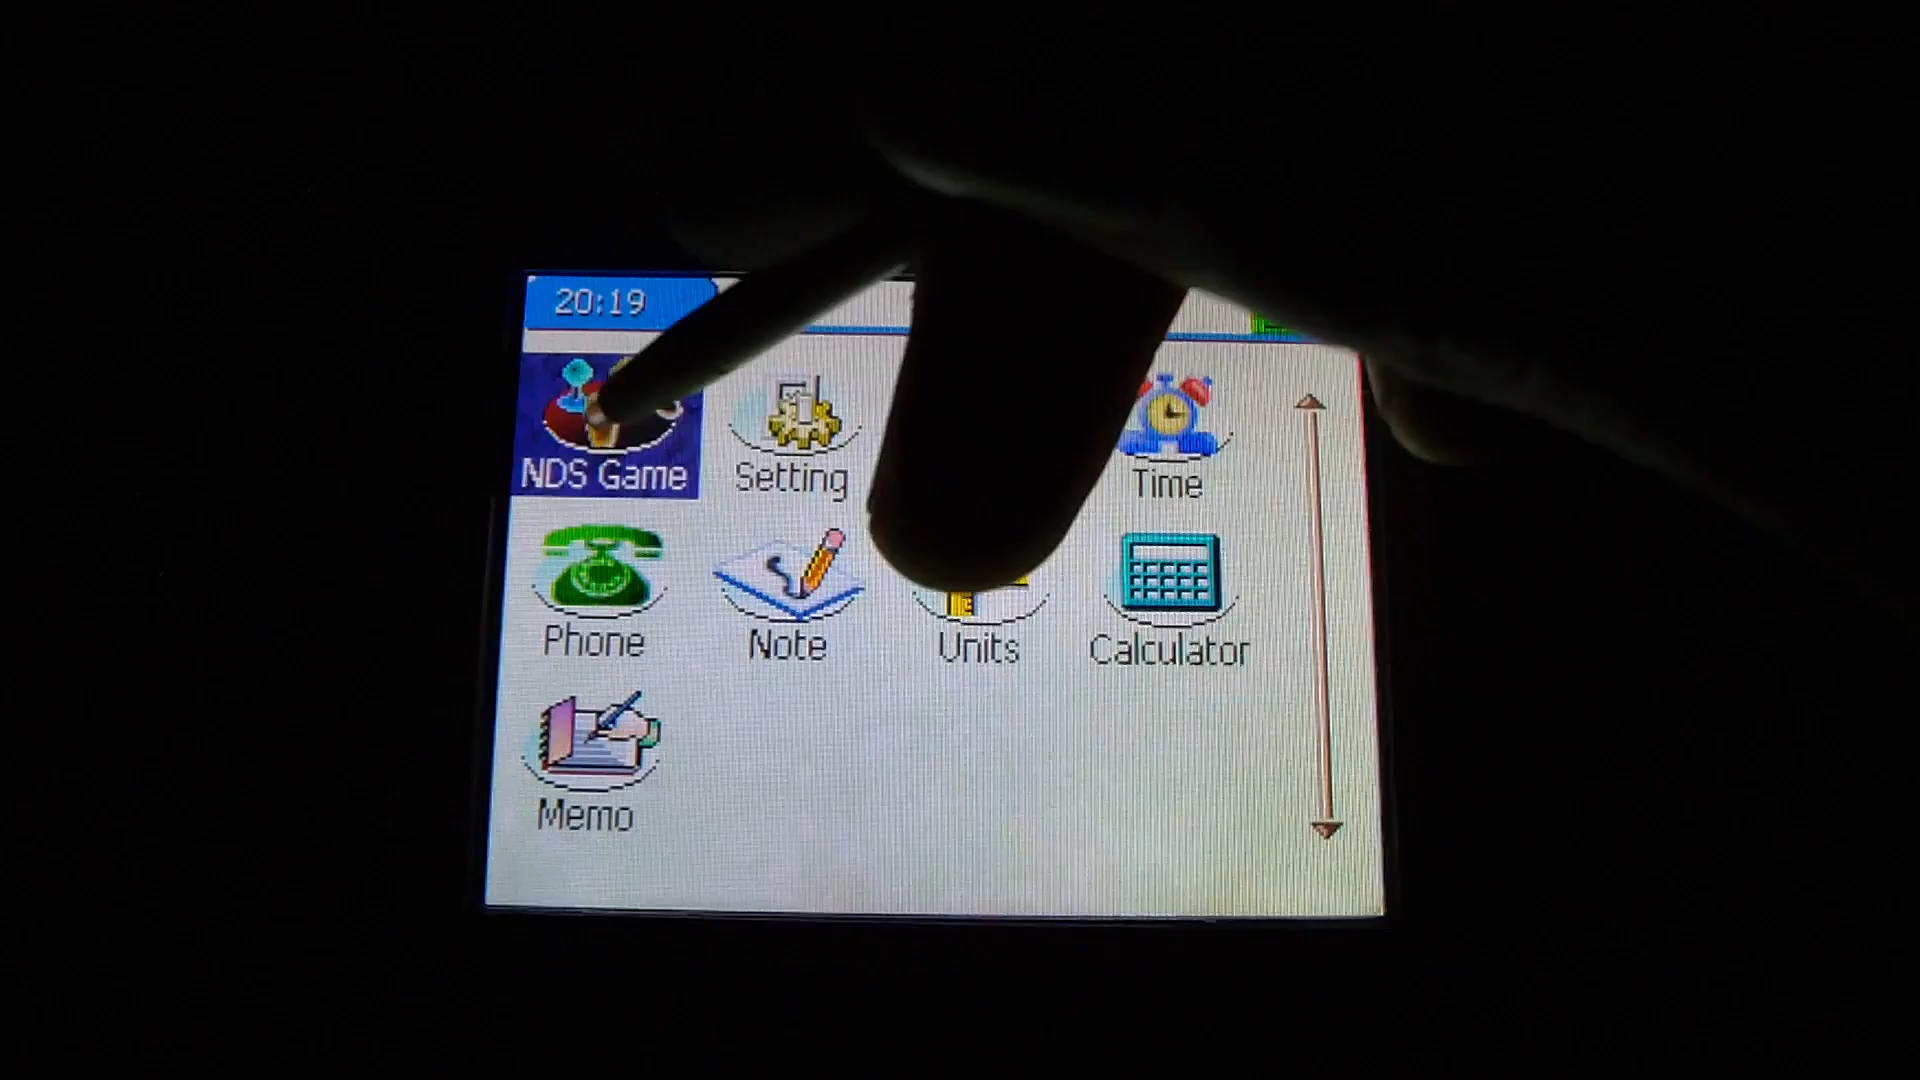 20:19
NDS Game
Setting
Time
Phone
Note
Units
Calculator
Memo